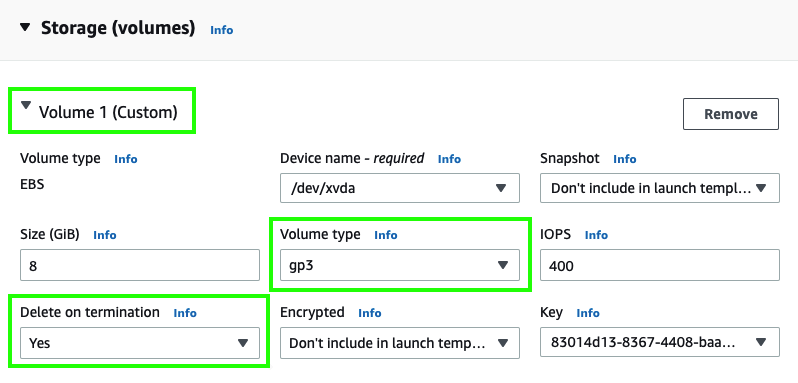 Storage (volumes) Info
Volume 1 (Custom)
Remove
Volume type Info
Device name - required Info
Snapshot Info
EBS
/dev/xvda
Don't include in launch templ...
Size (GiB) Info
Volume type Info
IOPS Info
8
gp3
400
Delete on termination Info
Encrypted Info
Key Info
Yes
Don't include in launch temp...
83014d13-8367-4408-baa...